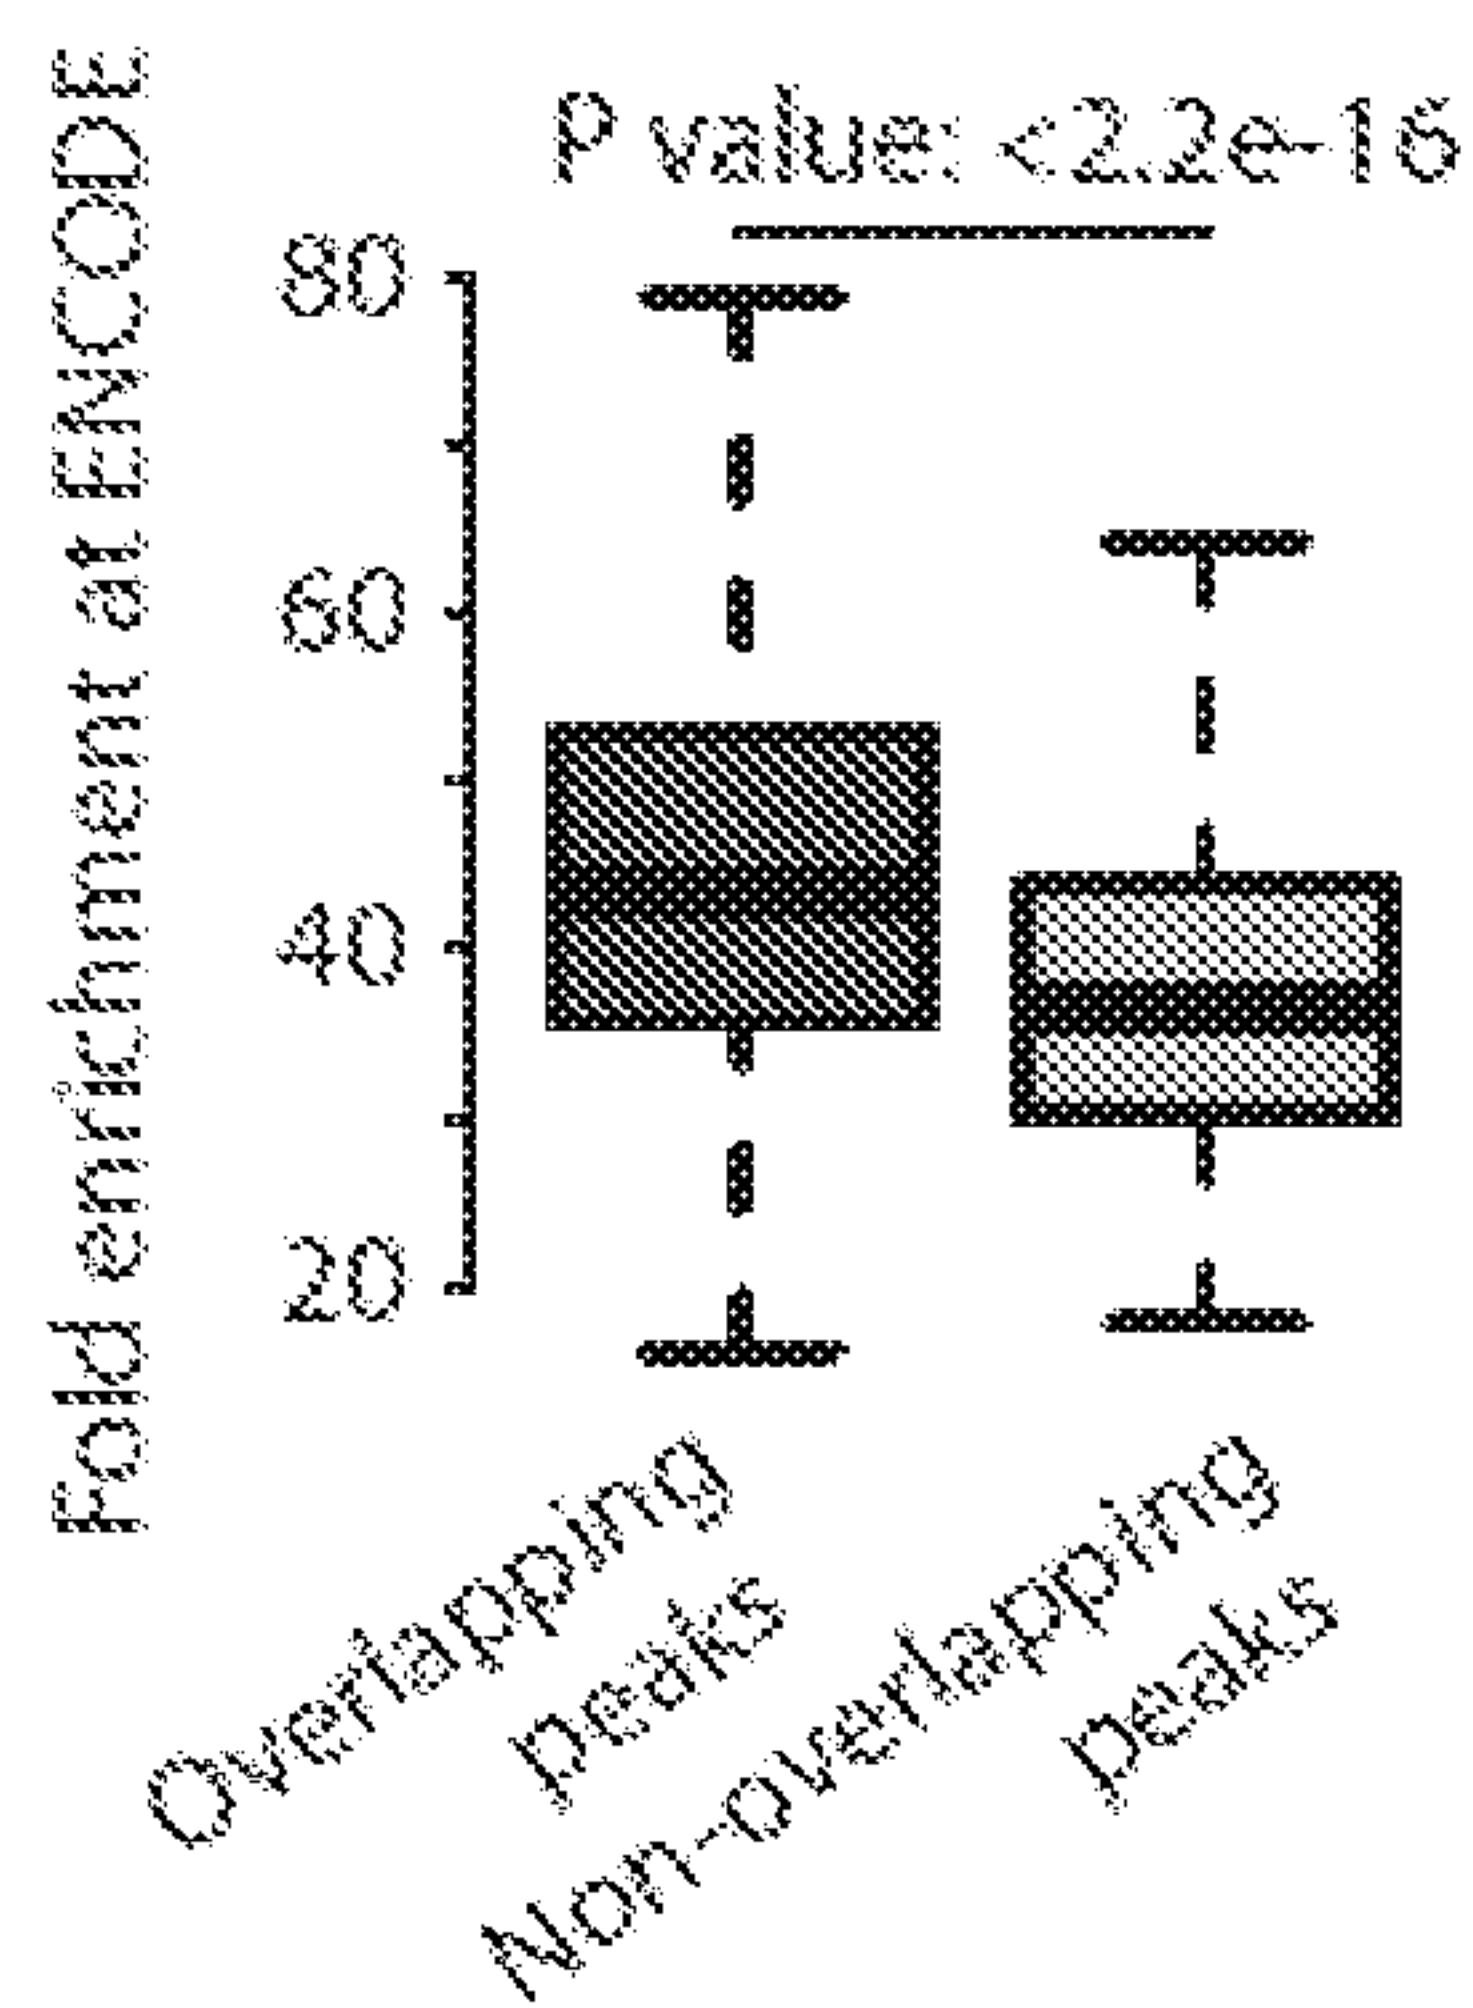 Fold enrichment at ENCODE
P value: <2.2e-16
80
60
40
20
Overlapping
peaks
Non-overlapping
peaks